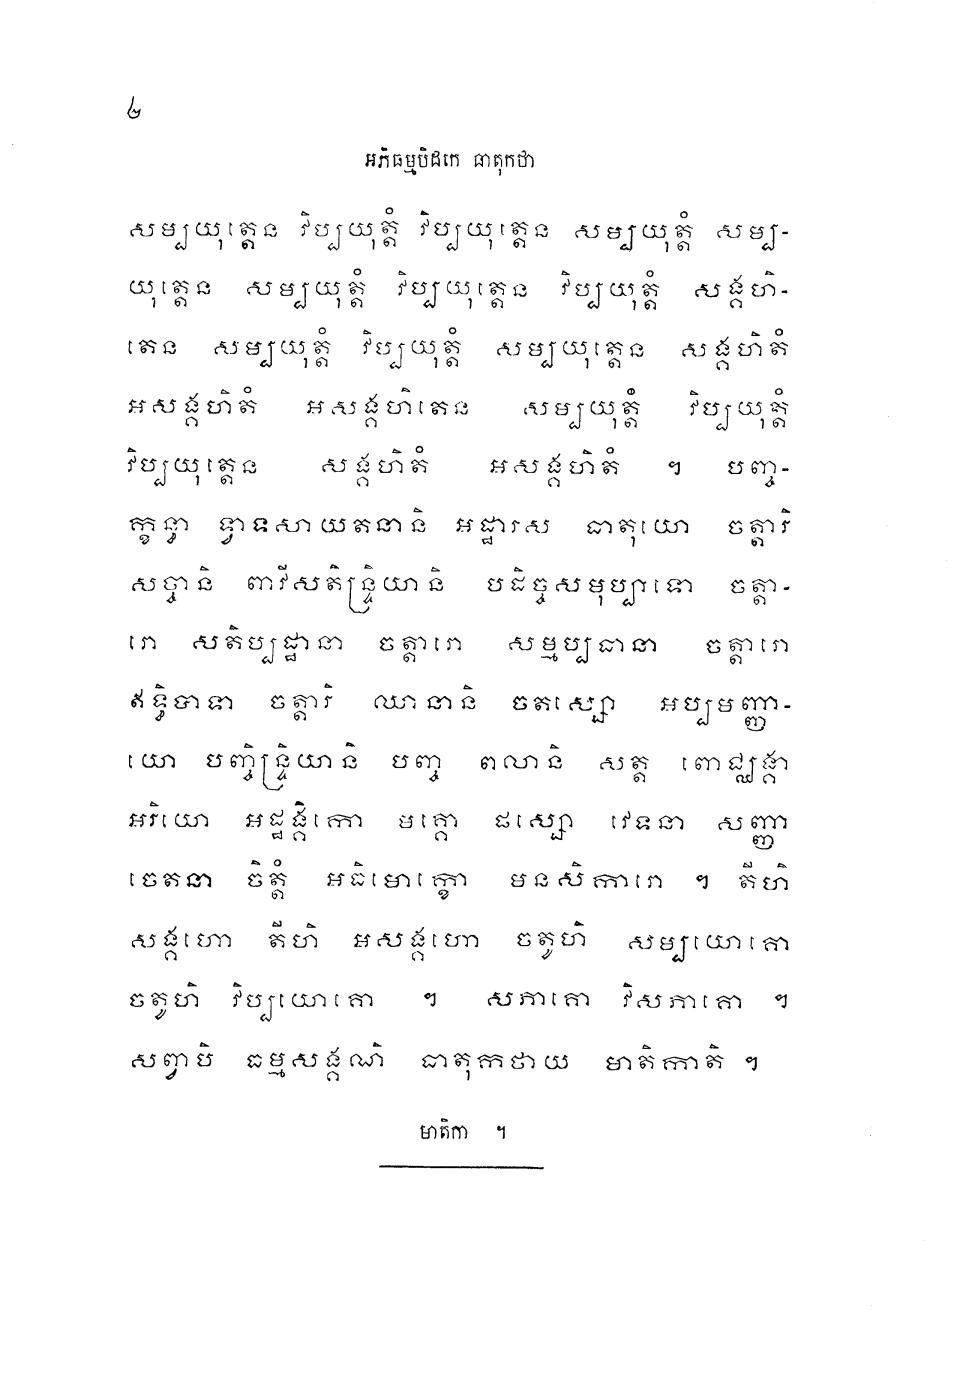 ៤
អភិធម្មបិដកេ ធាតុកថា
សម្បយុត្តេន វិប្បយុត្តំ វិប្បយុត្តេន សម្បយុត្តំ សម្ប-
យុត្តេន សម្បយុត្តំ វិប្បយុត្តេន វិប្បយុត្តំ សង្គហិ-
តេន សម្បយុត្តំ វិប្បយុត្តំ សម្បយុត្តេន សង្គហិតំ
អសង្គហិតំ អសង្គហិតេន សម្បយុត្តំ វិប្បយុត្តំ
វិប្បយុត្តេន សង្គហិតំ អសង្គហិតំ ។ បញ្ច-
ក្ខន្ធា ទ្វាទសាយតនានិ អដ្ឋារស ធាតុយោ ចត្តារិ
សច្ចានិ ពាវីសតិន្ទ្រិយានិ បដិច្ចសមុប្បាទោ ចត្តា-
រោ សតិប្បដ្ឋានា ចត្តារោ សម្មប្បធានា ចត្តារោ
ឥទ្ធិបាទា ចត្តារិ ឈានានិ ចតស្សោ អប្បមញ្ញា-
យោ បញ្ចិន្ទ្រិយានិ បញ្ច ពលានិ សត្ត ពោជ្ឈង្គា
អរិយោ អដ្ឋង្គិកោ មគ្គោ ផស្សោ វេទនា សញ្ញា
ចេតនា ចិត្តំ អធិមោក្ខោ មនសិការោ ។ តីហិ
សង្គហោ តីហិ អសង្គហោ ចតូហិ សម្បយោគោ
ចតូហិ វិប្បយោគោ ។ សភាគោ វិសភាគោ ។
សព្វាបិ ធម្មសង្គណិ ធាតុកថាយ មាតិកាតិ ។
មាតិកា ។